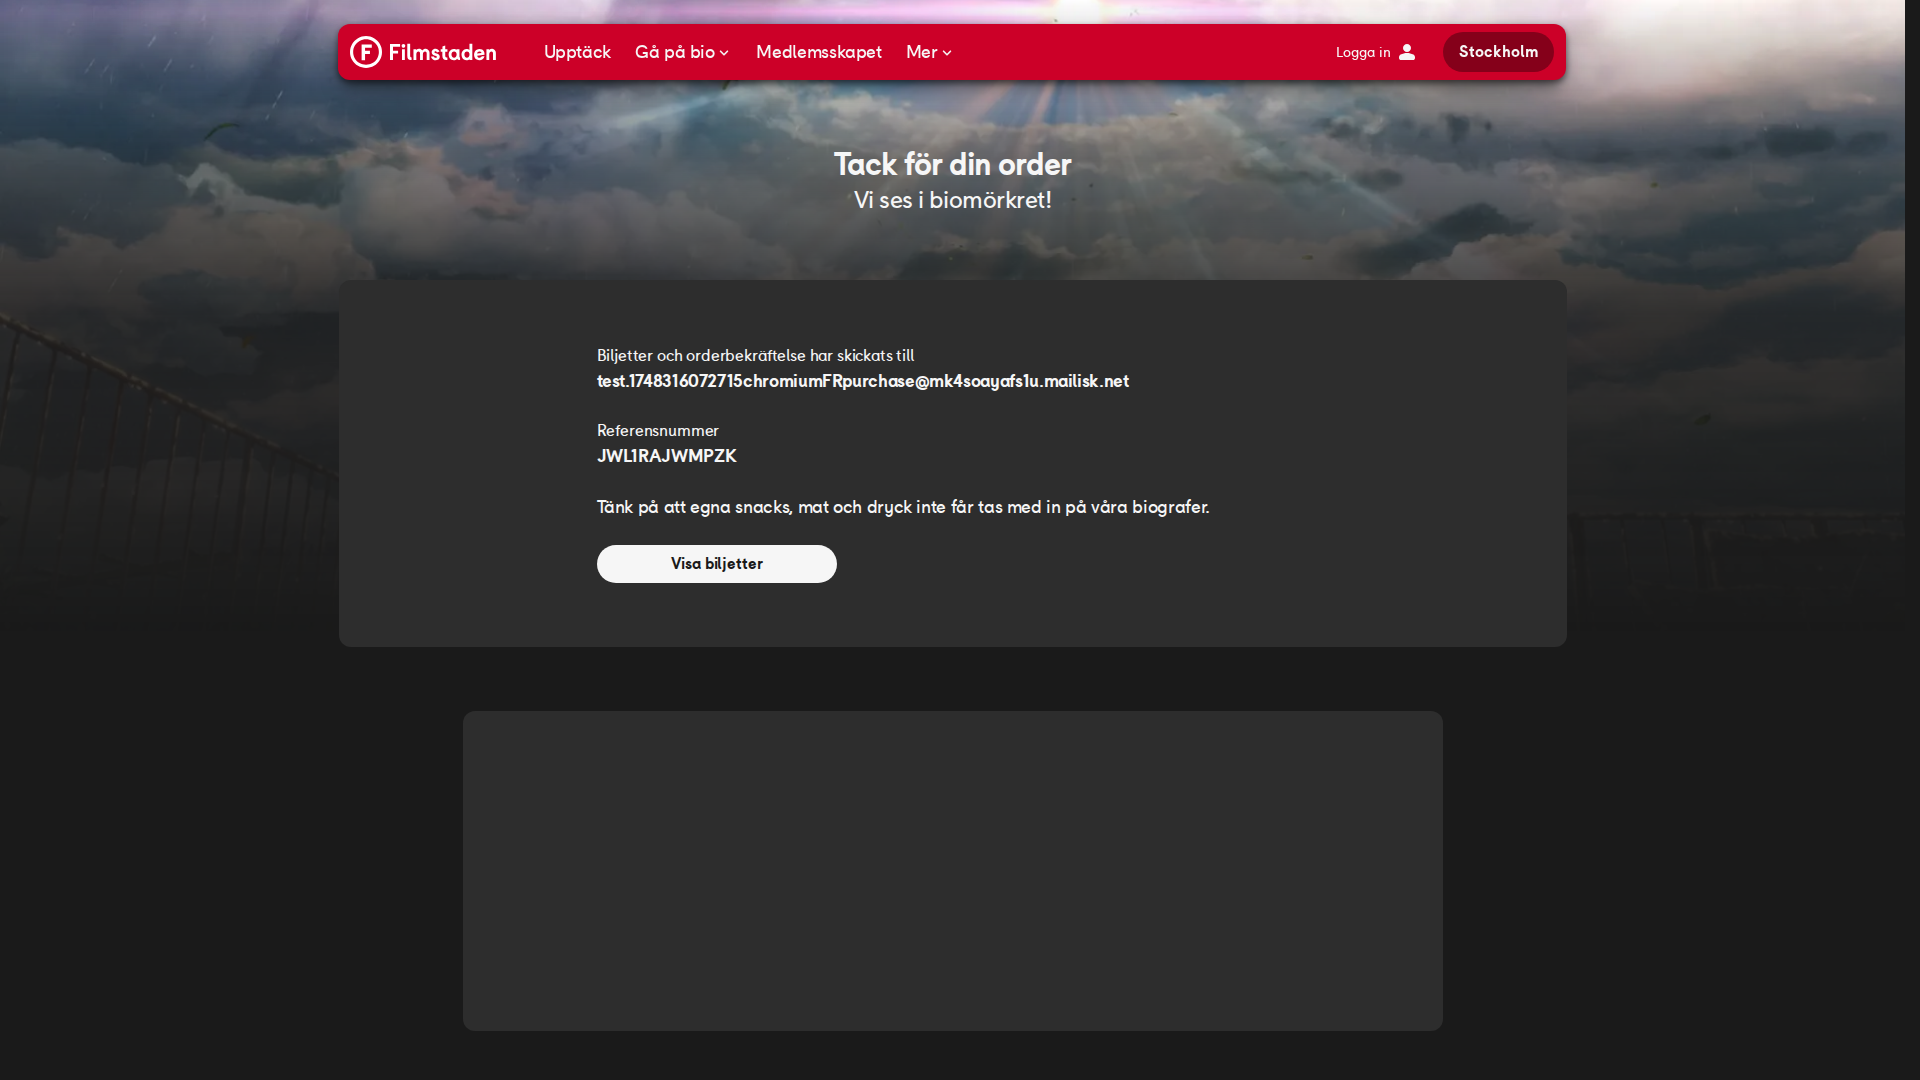 F Filmstaden
Upptäck
Gå på bio
Medlemsskapet
Mer
Logga in
Stockholm
Tack för din order
Vi ses i biomörkret!
Biljetter och orderbekräftelse har skickats till
test.1748316072715chromiumFRpurchase@mk4soayafs1u.mailisk.net
Referensnummer
JWL1RAJWMPZK
Tänk på att egna snacks, mat och dryck inte får tas med in på våra biografer.
Visa biljetter